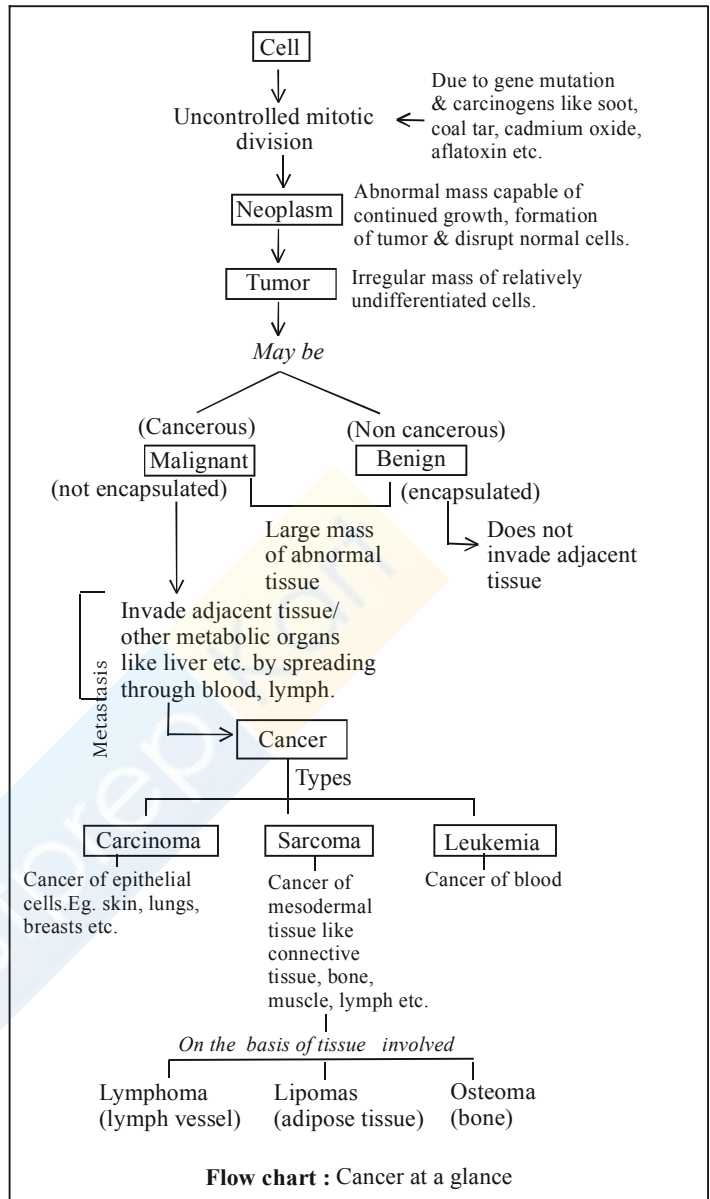 Cell
Due to gene mutation
& carcinogens like soot,
coal tar, cadmium oxide,
aflatoxin etc.
Uncontrolled mitotic
division
Neoplasm
Abnormal mass capable of
continued growth, formation
of tumor & disrupt normal cells.
Tumor
Irregular mass of relatively
undifferentiated cells.
May be
(Cancerous)
Malignant
(not encapsulated)
(Non cancerous)
Benign
(encapsulated)
Large mass
of abnormal
tissue
Does not
invade adjacent
tissue
Metastasis
Invade adjacent tissue/
other metabolic organs
like liver etc. by spreading
through blood, lymph.
Cancer
Types
Carcinoma
Cancer of epithelial
cells.Eg. skin, lungs,
breasts etc.
Sarcoma
Cancer of
mesodermal
tissue like
connective
tissue, bone,
muscle, lymph etc.
Leukemia
Cancer of blood
On the basis of tissue involved
Lymphoma
(lymph vessel)
Lipomas
(adipose tissue)
Osteoma
(bone)
Flow chart : Cancer at a glance